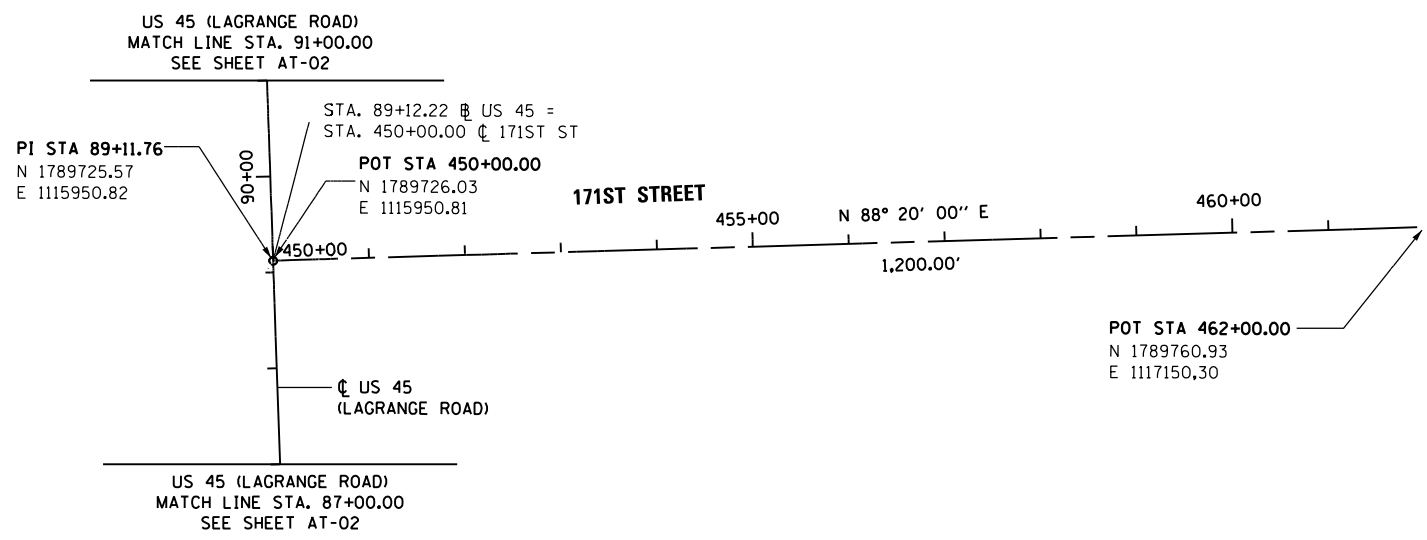 US 45 (LAGRANGE ROAD)
MATCH LINE STA. 91+00.00
SEE SHEET AT-02
STA. 89+12.22 B̵L US 45 =
STA. 450+00.00 ℄ 171ST ST
PI STA 89+11.76
N 1789725.57
E 1115950.82
90+00
POT STA 450+00.00
N 1789726.03
E 1115950.81
171ST STREET
450+00
455+00
N 88° 20' 00'' E
460+00
1,200.00'
POT STA 462+00.00
N 1789760.93
E 1117150.30
℄ US 45
(LAGRANGE ROAD)
US 45 (LAGRANGE ROAD)
MATCH LINE STA. 87+00.00
SEE SHEET AT-02